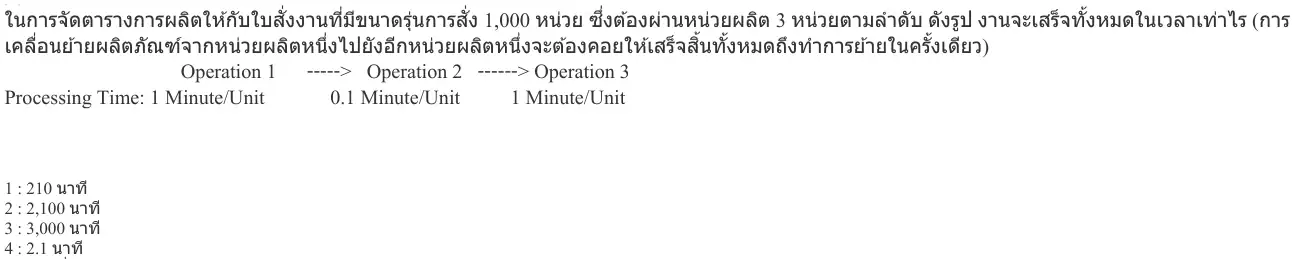 ในการจัดตารางการผลิตให้กับใบสั่งงานที่มีขนาดรุ่นการสั่ง 1,000 หน่วย ซึ่งต้องผ่านหน่วยผลิต 3 หน่วยตามลำดับ ดังรูป งานจะเสร็จทั้งหมดในเวลาเท่าไร (การ
เคลื่อนย้ายผลิตภัณฑ์จากหน่วยผลิตหนึ่งไปยังอีกหน่วยผลิตหนึ่งจะต้องคอยให้เสร็จสิ้นทั้งหมดถึงทำการย้ายในครั้งเดียว)
Operation 1 -----> Operation 2 ------> Operation 3
Processing Time: 1 Minute/Unit 0.1 Minute/Unit 1 Minute/Unit
1 : 210 นาที
2 : 2,100 นาที
3 : 3,000 นาที
4 : 2.1 นาที